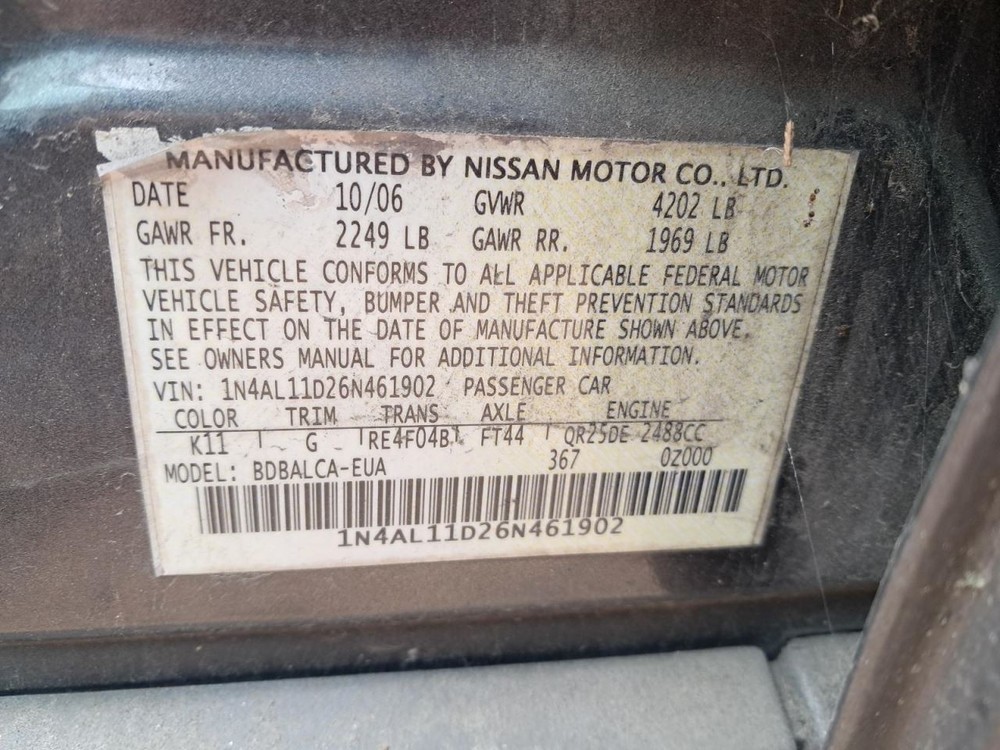 MANUFACTURED BY NISSAN MOTOR CO., LTD.
DATE 10/06 GVWR 4202 LB
GAWR FR. 2249 LB GAWR RR. 1969 LB
THIS VEHICLE CONFORMS TO ALL APPLICABLE FEDERAL MOTOR
VEHICLE SAFETY, BUMPER AND THEFT PREVENTION STANDARDS
IN EFFECT ON THE DATE OF MANUFACTURE SHOWN ABOVE.
SEE OWNERS MANUAL FOR ADDITIONAL INFORMATION.
VIN: 1N4AL11D26N461902 PASSENGER CAR
COLOR TRIM TRANS AXLE ENGINE
K11 G RE4F04B FT44 QR25DE 2488CC
MODEL: BDBALCA-EUA 367 0Z000
1N4AL11D26N461902